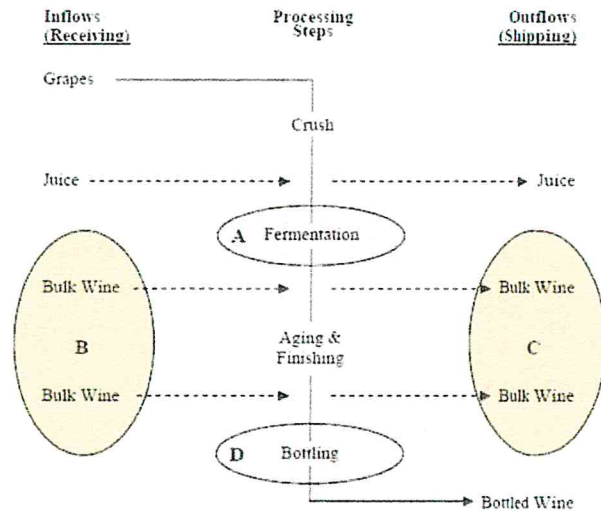 Inflows
(Receiving)
Processing
Steps
Outflows
(Shipping)
Grapes
Crush
Juice
Juice
A Fermentation
Bulk Wine
Bulk Wine
B
Aging &
Finishing
C
Bulk Wine
Bulk Wine
D Bottling
Bottled Wine